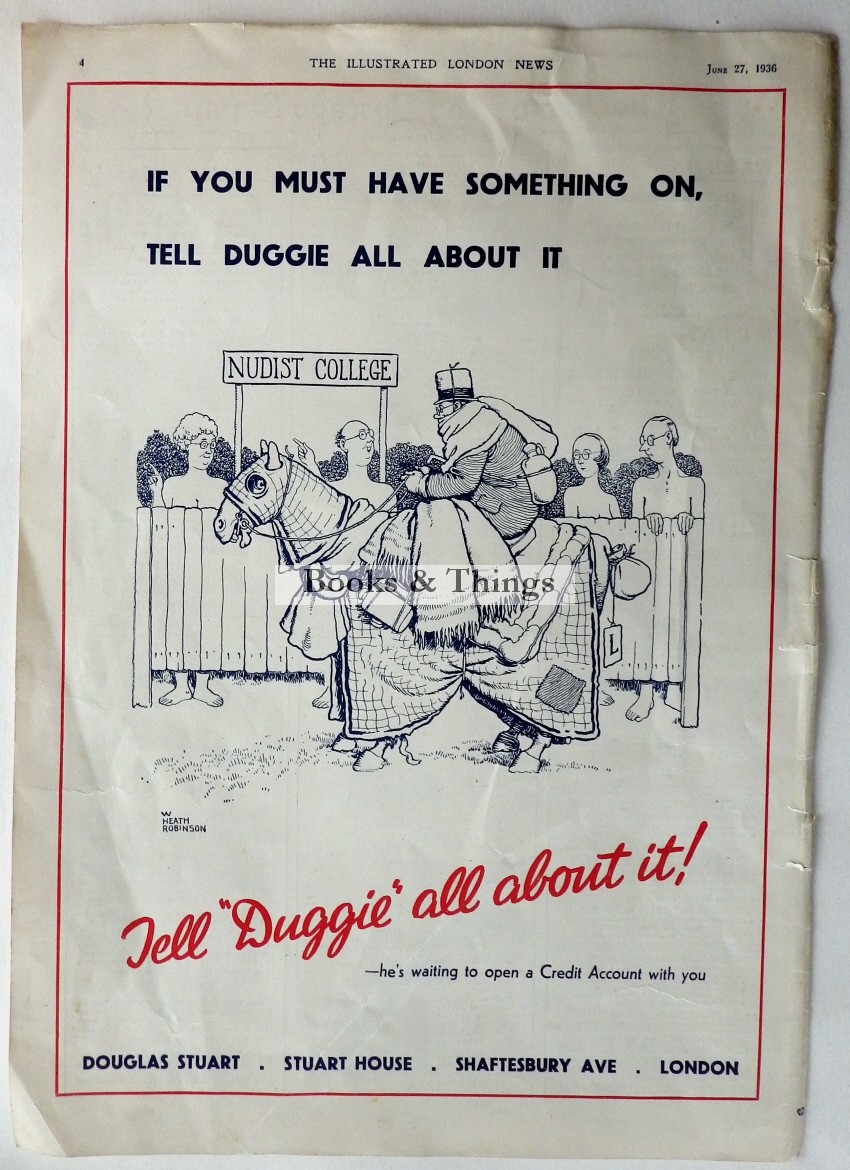 4 THE ILLUSTRATED LONDON NEWS JUNE 27, 1936
IF YOU MUST HAVE SOMETHING ON,
TELL DUGGIE ALL ABOUT IT
NUDIST COLLEGE
Books & Things
L
W
HEATH
ROBINSON
Tell "Duggie" all about it!
—he's waiting to open a Credit Account with you
DOUGLAS STUART . STUART HOUSE . SHAFTESBURY AVE . LONDON